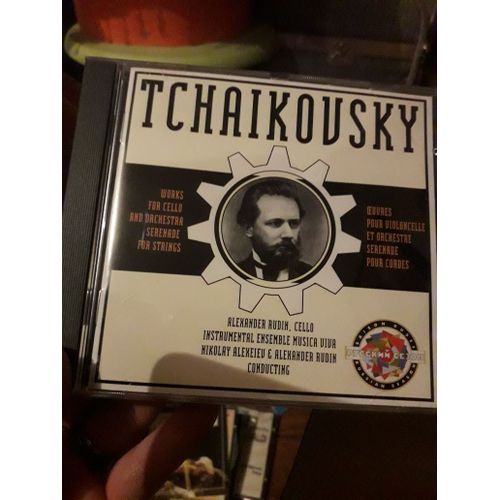 TCHAIKOVSKY
WORKS
FOR CELLO
AND ORCHESTRA
SERENADE
FOR STRINGS
ŒUVRES
POUR VIOLONCELLE
ET ORCHESTRE
SERENADE
POUR CORDES
ALEXANDER RUDIN, CELLO
INSTRUMENTAL ENSEMBLE MUSICA VIVA
NIKOLAY ALEXEIEV & ALEXANDER RUDIN
CONDUCTING